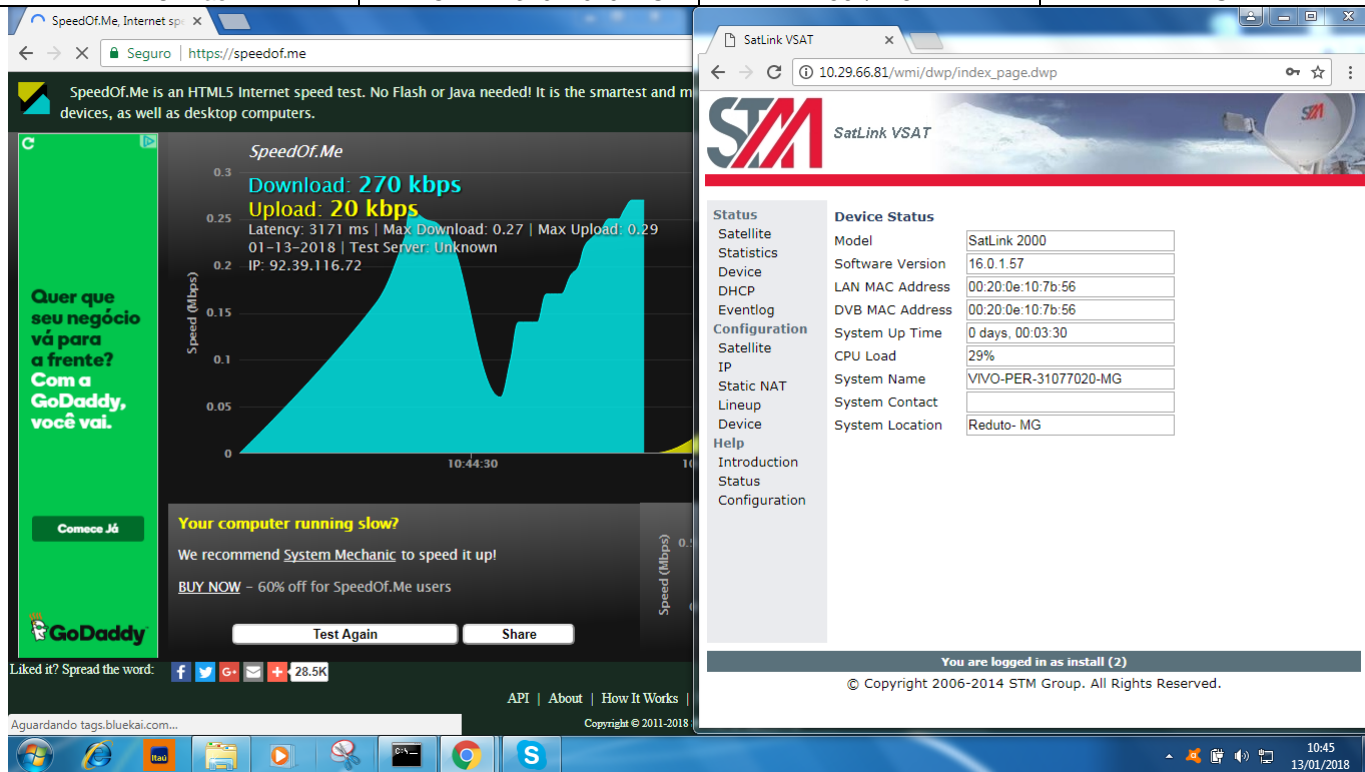 SpeedOf.Me, Internet sp
Seguro | https://speedof.me
SpeedOf.Me is an HTML5 Internet speed test. No Flash or Java needed! It is the smartest and m
devices, as well as desktop computers.
Quer que
seu negócio
vá para
a frente?
Com a
GoDaddy,
você vai.
Comece Já
GoDaddy
SpeedOf.Me
Download: 270 kbps
Upload: 20 kbps
Latency: 3171 ms | Max Download: 0.27 | Max Upload: 0.29
01-13-2018 | Test Server: Unknown
IP: 92.39.116.72
Speed (Mbps)
0.3
0.25
0.2
0.15
0.1
0.05
0
10:44:30
10
Your computer running slow?
We recommend System Mechanic to speed it up!
BUY NOW – 60% off for SpeedOf.Me users
Speed (Mbps)
Test Again
Share
Liked it? Spread the word:
28.5K
API | About | How It Works |
Copyright © 2011-2018
Aguardando tags.bluekai.com...
SatLink VSAT
10.29.66.81/wmi/dwp/index_page.dwp
STM
SatLink VSAT
STM
Status
Satellite
Statistics
Device
DHCP
Eventlog
Configuration
Satellite
IP
Static NAT
Lineup
Device
Help
Introduction
Status
Configuration
Device Status
Model SatLink 2000
Software Version 16.0.1.57
LAN MAC Address 00:20:0e:10:7b:56
DVB MAC Address 00:20:0e:10:7b:56
System Up Time 0 days, 00:03:30
CPU Load 29%
System Name VIVO-PER-31077020-MG
System Contact
System Location Reduto- MG
You are logged in as install (2)
© Copyright 2006-2014 STM Group. All Rights Reserved.
Itaú
C:\_
S
10:45
13/01/2018